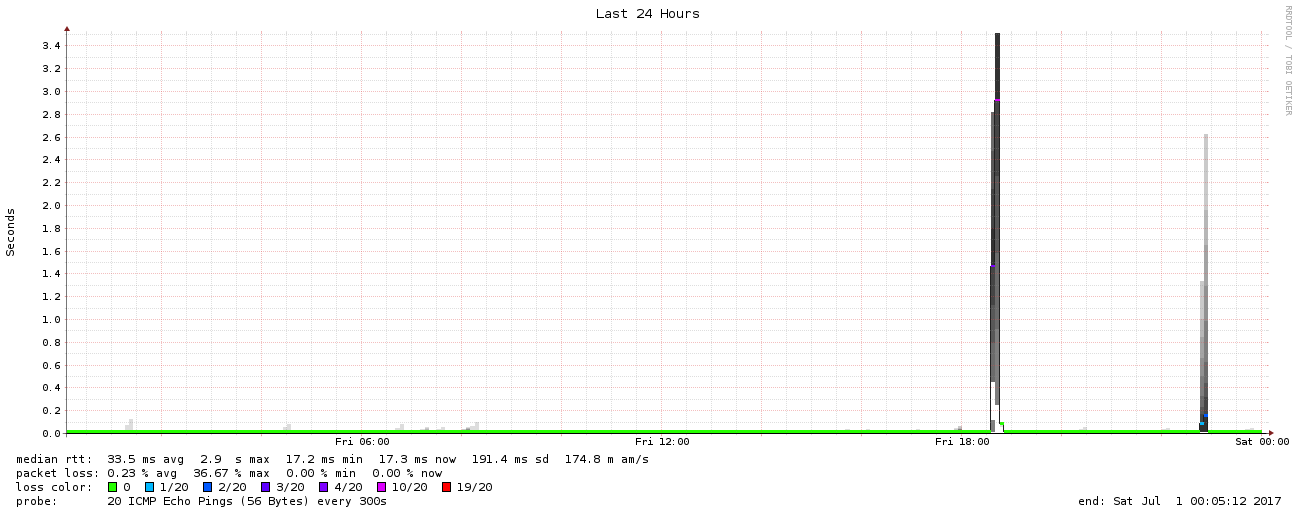 Last 24 Hours
RRDTOOL / TOBI OETIKER
Seconds
3.4
3.2
3.0
2.8
2.6
2.4
2.2
2.0
1.8
1.6
1.4
1.2
1.0
0.8
0.6
0.4
0.2
0.0
Fri 06:00 Fri 12:00 Fri 18:00 Sat 00:00
median rtt: 33.5 ms avg 2.9 s max 17.2 ms min 17.3 ms now 191.4 ms sd 174.8 m am/s
packet loss: 0.23 % avg 36.67 % max 0.00 % min 0.00 % now
loss color: 0 1/20 2/20 3/20 4/20 10/20 19/20
probe: 20 ICMP Echo Pings (56 Bytes) every 300s end: Sat Jul 1 00:05:12 2017